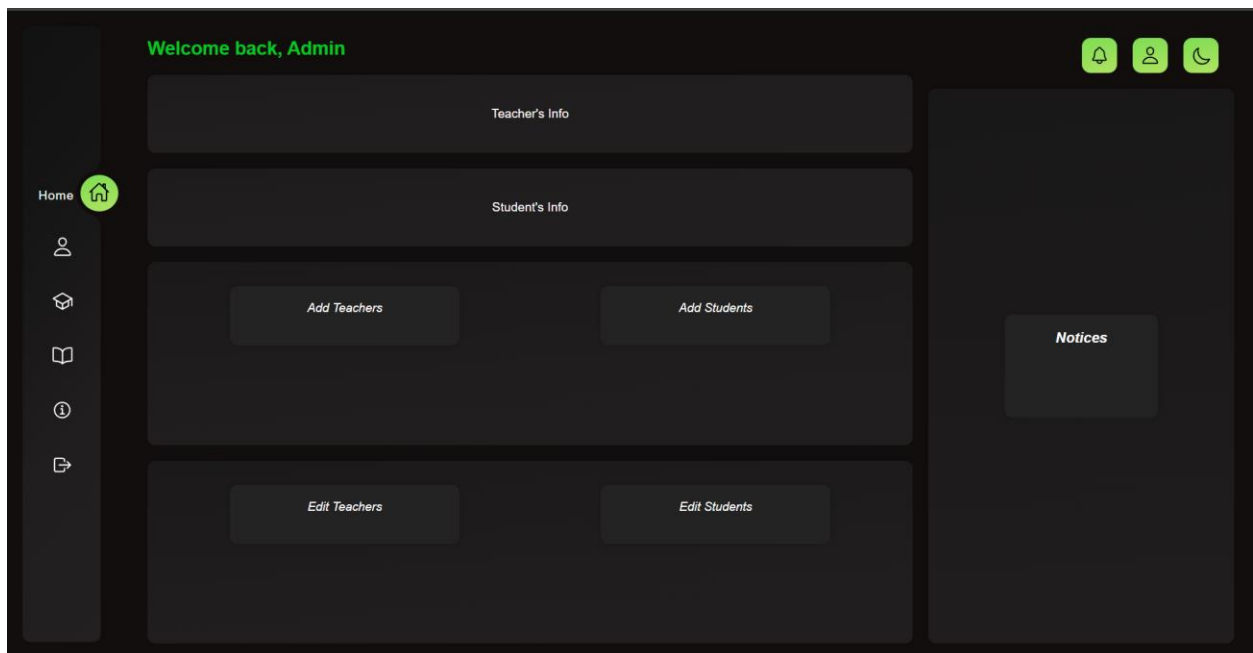 Welcome back, Admin
Teacher's Info
Home
Student's Info
Add Teachers
Add Students
Notices
Edit Teachers
Edit Students